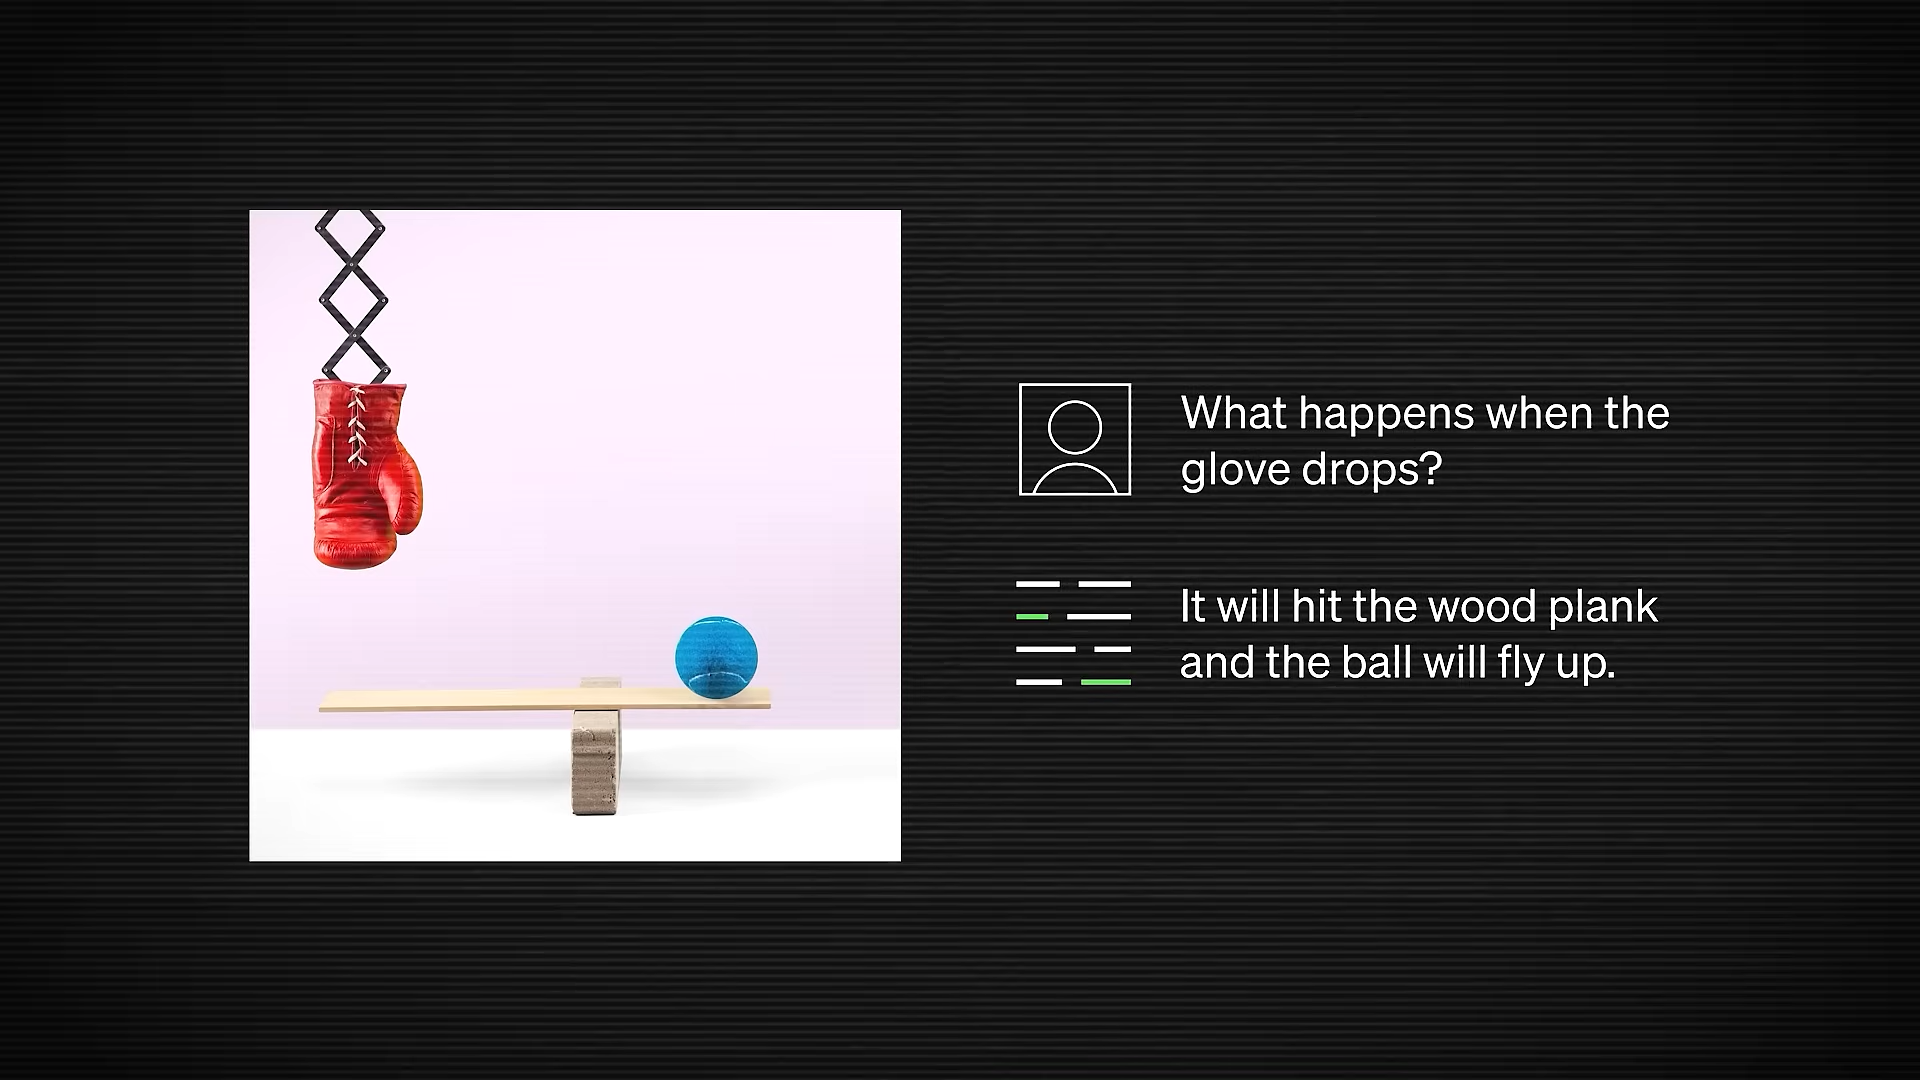 What happens when the
glove drops?
It will hit the wood plank
and the ball will fly up.